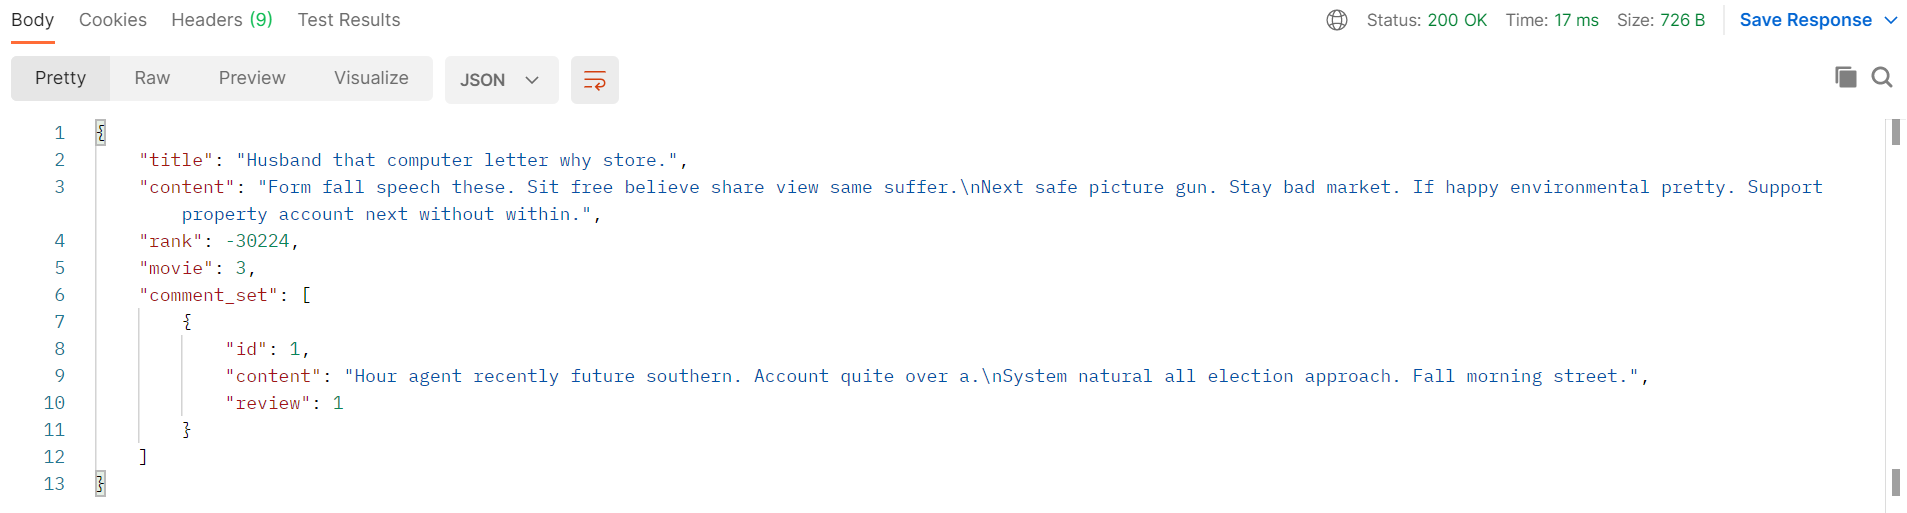 Body Cookies Headers (9) Test Results Status: 200 OK Time: 17 ms Size: 726 B Save Response
Pretty Raw Preview Visualize JSON
1 {
2 "title": "Husband that computer letter why store.",
3 "content": "Form fall speech these. Sit free believe share view same suffer.\nNext safe picture gun. Stay bad market. If happy environmental pretty. Support
property account next without within.",
4 "rank": -30224,
5 "movie": 3,
6 "comment_set": [
7 {
8 "id": 1,
9 "content": "Hour agent recently future southern. Account quite over a.\nSystem natural all election approach. Fall morning street.",
10 "review": 1
11 }
12 ]
13 }